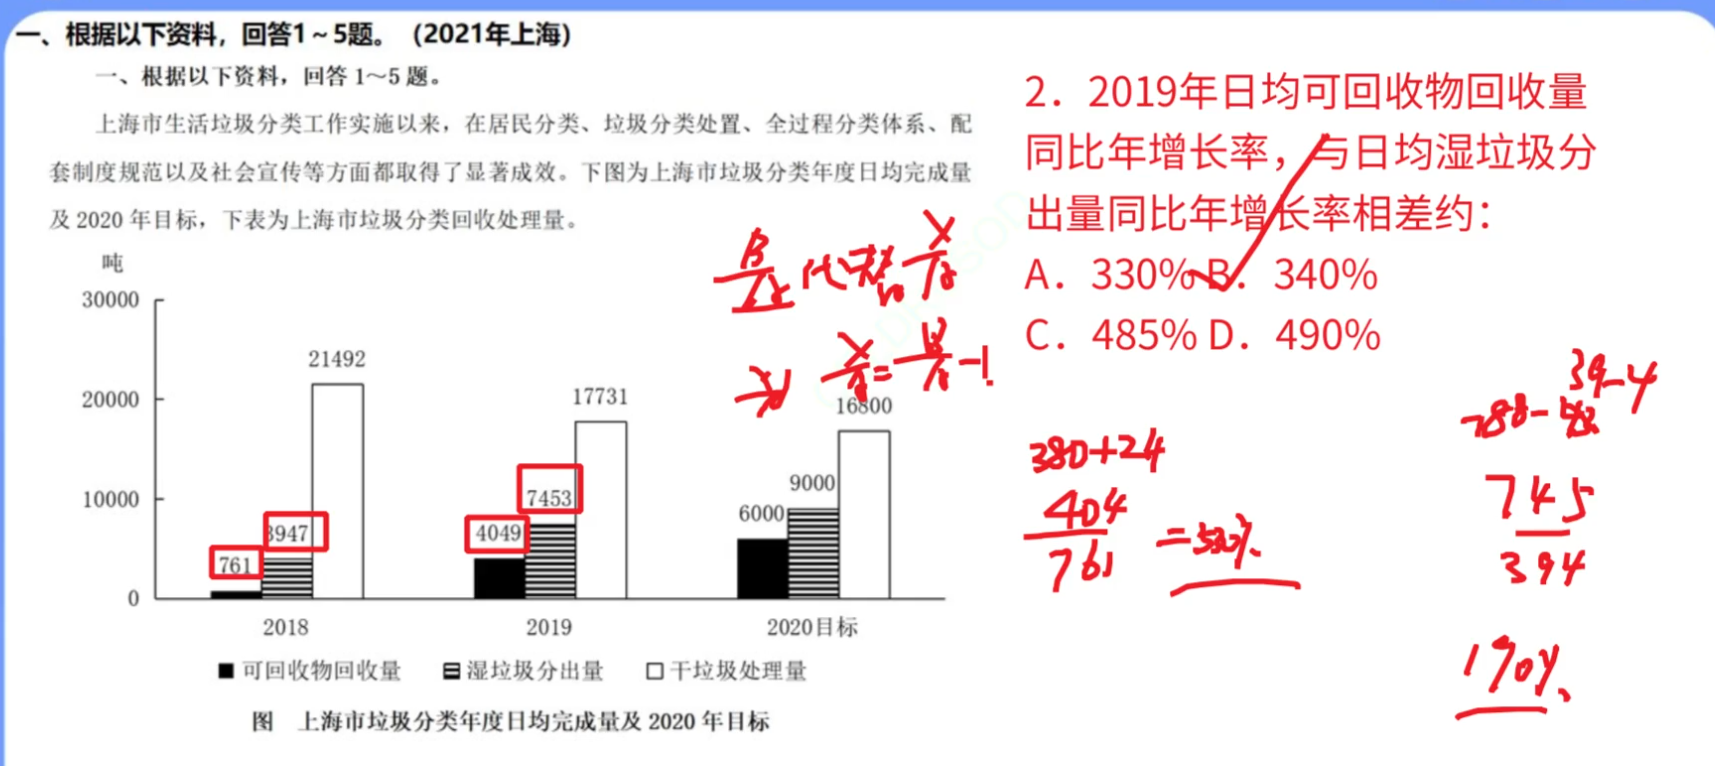 一、根据以下资料，回答1～5题。（2021年上海）
一、根据以下资料，回答 1～5 题。
上海市生活垃圾分类工作实施以来，在居民分类、垃圾分类处置、全过程分类体系、配
套制度规范以及社会宣传等方面都取得了显著成效。下图为上海市垃圾分类年度日均完成量
及 2020 年目标，下表为上海市垃圾分类回收处理量。
吨
30000
20000
10000
0
761
3947
21492
4049
7453
17731
6000
9000
16800
2018
2019
2020目标
可回收物回收量
湿垃圾分出量
干垃圾处理量
图 上海市垃圾分类年度日均完成量及 2020 年目标
2．2019年日均可回收物回收量
同比年增长率，与日均湿垃圾分
出量同比年增长率相差约：
A．330% B．340%
C．485% D．490%
380+24
404
761
39-4
745
394
190%